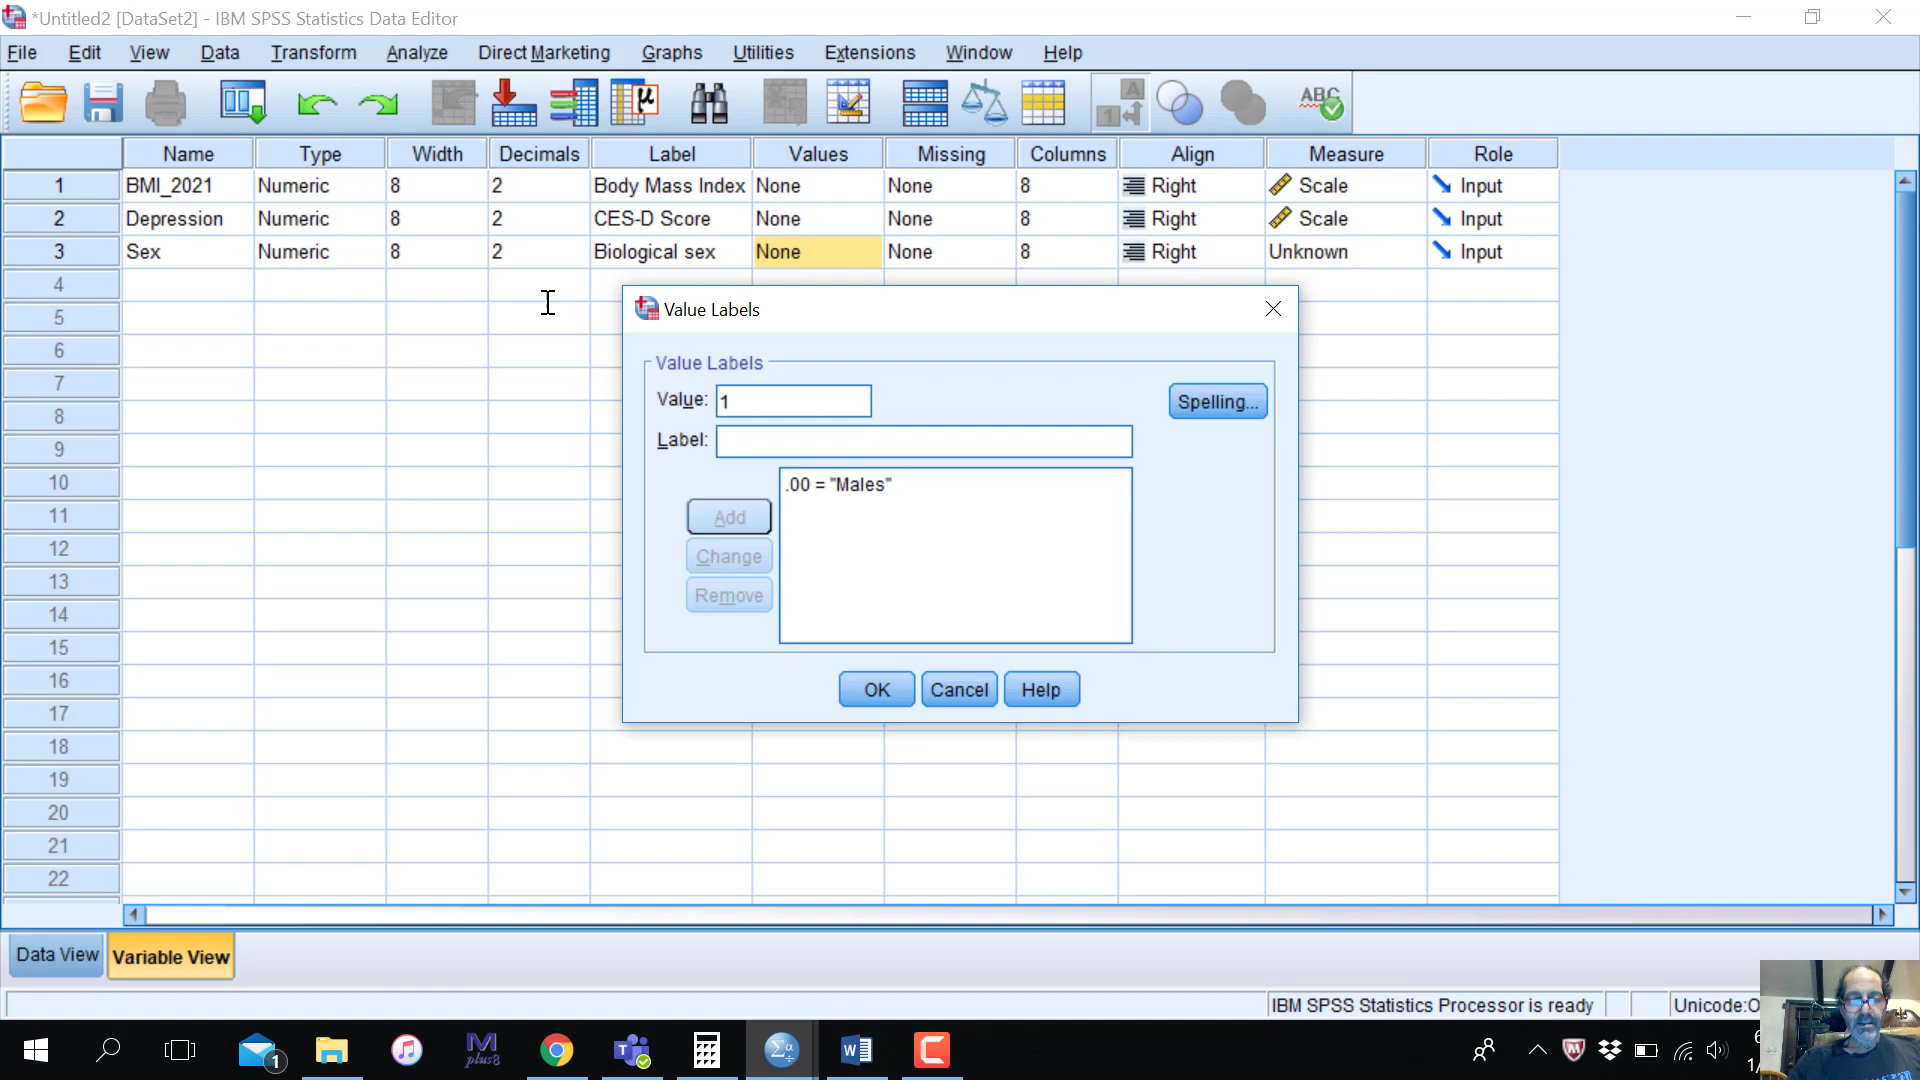 *Untitled2 [DataSet2] - IBM SPSS Statistics Data Editor
File Edit View Data Transform Analyze Direct Marketing Graphs Utilities Extensions Window Help
Name Type Width Decimals Label Values Missing Columns Align Measure Role
1 BMI_2021 Numeric 8 2 Body Mass Index None None 8 Right Scale Input
2 Depression Numeric 8 2 CES-D Score None None 8 Right Scale Input
3 Sex Numeric 8 2 Biological sex None None 8 Right Unknown Input
4
5
6
7
8
9
10
11
12
13
14
15
16
17
18
19
20
21
22
Value Labels
Value Labels
Value: 1
Spelling...
Label:
.00 = "Males"
Add
Change
Remove
OK Cancel Help
Data View Variable View
IBM SPSS Statistics Processor is ready Unicode:O
1 M plus8